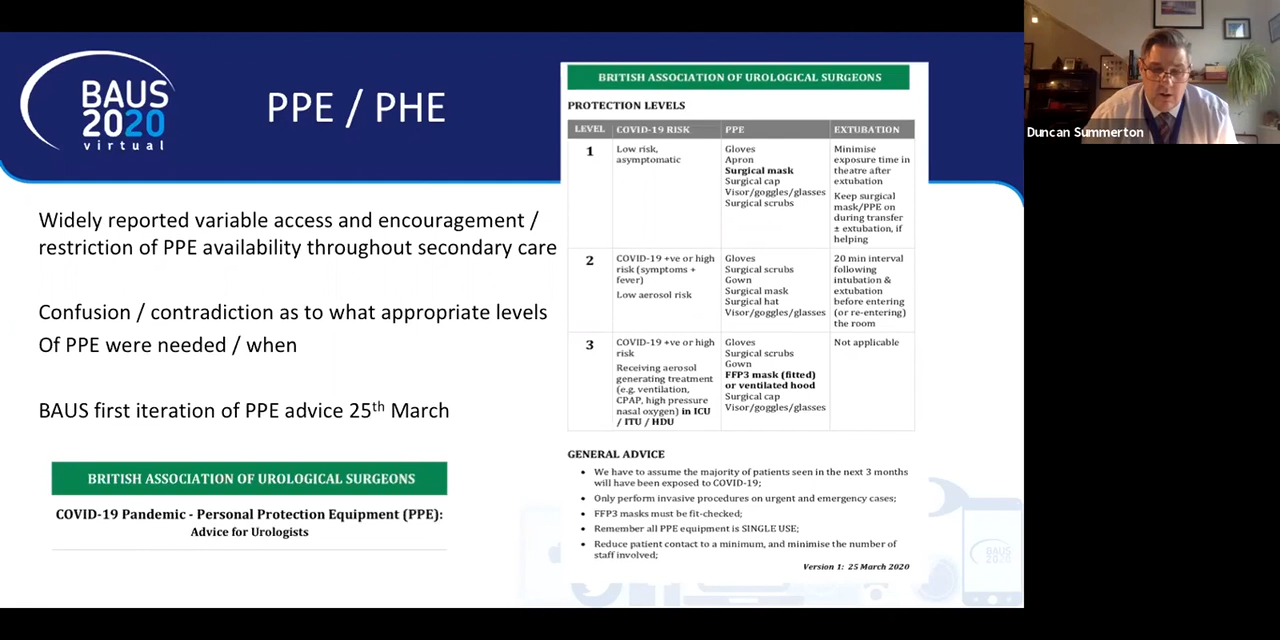 BAUS
2020
virtual
PPE / PHE
Widely reported variable access and encouragement /
restriction of PPE availability throughout secondary care
Confusion / contradiction as to what appropriate levels
Of PPE were needed / when
BAUS first iteration of PPE advice 25th March
BRITISH ASSOCIATION OF UROLOGICAL SURGEONS
COVID-19 Pandemic - Personal Protection Equipment (PPE):
Advice for Urologists
BRITISH ASSOCIATION OF UROLOGICAL SURGEONS
PROTECTION LEVELS
LEVEL COVID-19 RISK PPE EXTUBATION
1
Low risk,
asymptomatic
Gloves
Apron
Surgical mask
Surgical cap
Visor/goggles/glasses
Surgical scrubs
Minimise
exposure time in
theatre after
extubation
Keep surgical
mask/PPE on
during transfer
± extubation, if
helping
2
COVID-19 +ve or high
risk (symptoms +
fever)
Low aerosol risk
Gloves
Surgical scrubs
Gown
Surgical mask
Surgical hat
Visor/goggles/glasses
20 min interval
following
intubation &
extubation
before entering
(or re-entering)
the room
3
COVID-19 +ve or high
risk
Receiving aerosol
generating treatment
(e.g. ventilation,
CPAP, high pressure
nasal oxygen) in ICU
/ ITU / HDU
Gloves
Surgical scrubs
Gown
FFP3 mask (fitted)
or ventilated hood
Surgical cap
Visor/goggles/glasses
Not applicable
GENERAL ADVICE
• We have to assume the majority of patients seen in the next 3 months
will have been exposed to COVID-19;
• Only perform invasive procedures on urgent and emergency cases;
• FFP3 masks must be fit-checked;
• Remember all PPE equipment is SINGLE USE;
• Reduce patient contact to a minimum, and minimise the number of
staff involved;
Version 1: 25 March 2020
BAUS
Duncan Summerton